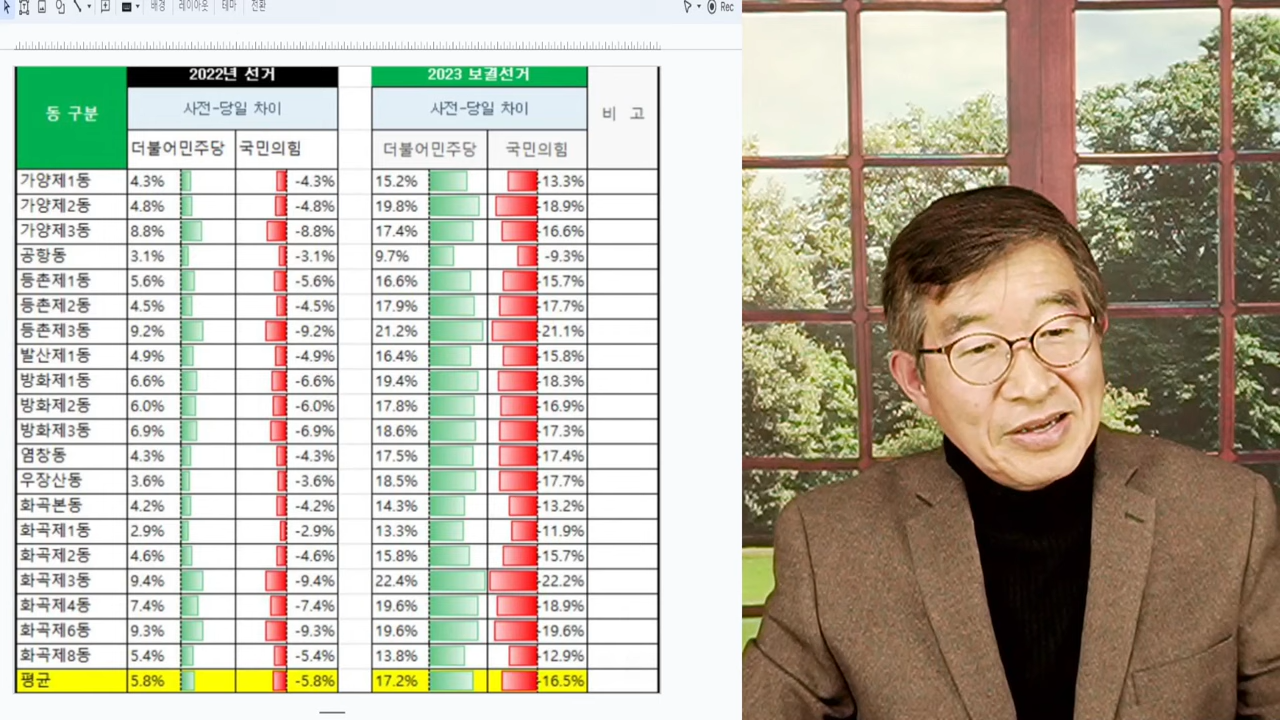 배경 레이아웃 테마 전환 Rec
2022년 선거 2023 보궐선거
동 구분 사전-당일 차이 사전-당일 차이 비 고
더불어민주당 국민의힘 더불어민주당 국민의힘
가양제1동 4.3% -4.3% 15.2% -13.3%
가양제2동 4.8% -4.8% 19.8% -18.9%
가양제3동 8.8% -8.8% 17.4% -16.6%
공항동 3.1% -3.1% 9.7% -9.3%
등촌제1동 5.6% -5.6% 16.6% -15.7%
등촌제2동 4.5% -4.5% 17.9% -17.7%
등촌제3동 9.2% -9.2% 21.2% -21.1%
발산제1동 4.9% -4.9% 16.4% -15.8%
방화제1동 6.6% -6.6% 19.4% -18.3%
방화제2동 6.0% -6.0% 17.8% -16.9%
방화제3동 6.9% -6.9% 18.6% -17.3%
염창동 4.3% -4.3% 17.5% -17.4%
우장산동 3.6% -3.6% 18.5% -17.7%
화곡본동 4.2% -4.2% 14.3% -13.2%
화곡제1동 2.9% -2.9% 13.3% -11.9%
화곡제2동 4.6% -4.6% 15.8% -15.7%
화곡제3동 9.4% -9.4% 22.4% -22.2%
화곡제4동 7.4% -7.4% 19.6% -18.9%
화곡제6동 9.3% -9.3% 19.6% -19.6%
화곡제8동 5.4% -5.4% 13.8% -12.9%
평균 5.8% -5.8% 17.2% -16.5%